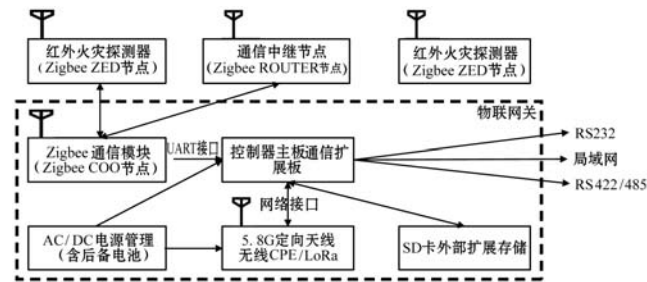 红外火灾探测器
(Zigbee ZED节点)
通信中继节点
(Zigbee ROUTER节点)
红外火灾探测器
(Zigbee ZED节点)
物联网关
Zigbee通信模块
(Zigbee COO节点)
UART接口
控制器主板通信扩
展板
RS232
局域网
RS422/485
网络接口
AC/DC电源管理
(含后备电池)
5.8G定向天线
无线CPE/LoRa
SD卡外部扩展存储